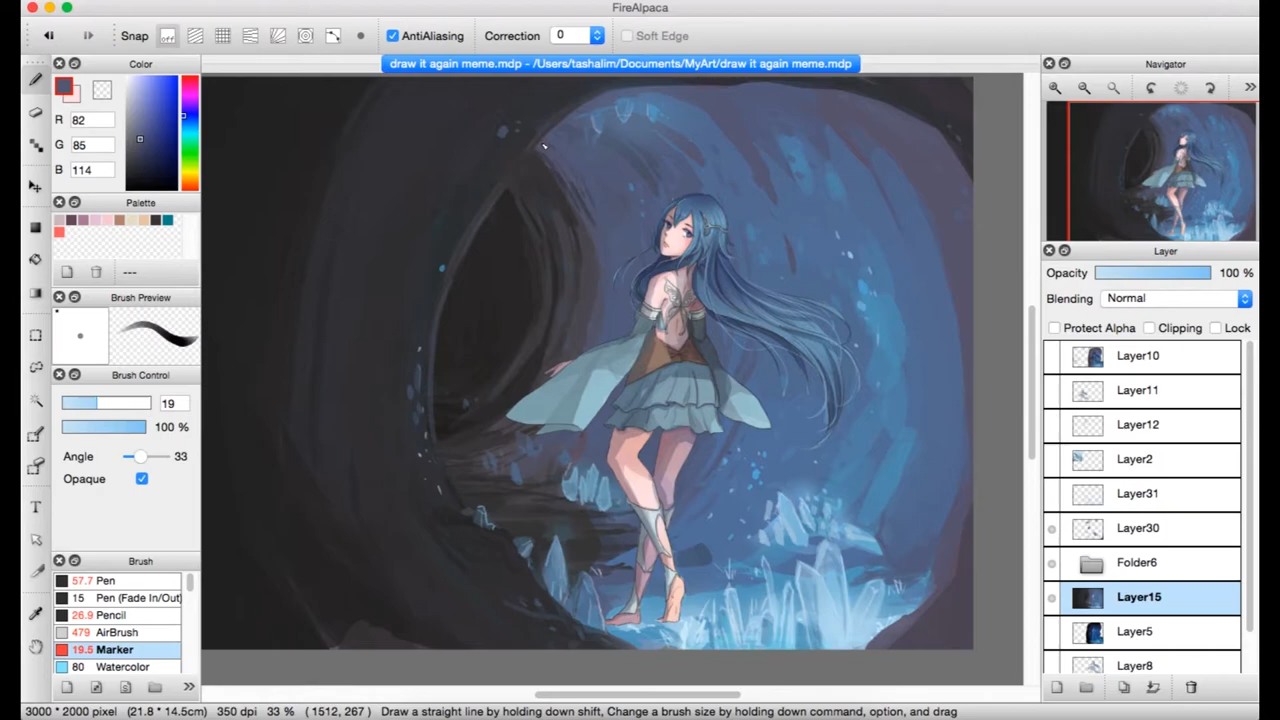 FireAlpaca
Snap off AntiAliasing Correction 0 Soft Edge
draw it again meme.mdp - /Users/tashalim/Documents/MyArt/draw it again meme.mdp
Color
R 82
G 85
B 114
Palette
---
Brush Preview
Brush Control
19
100 %
Angle 33
Opaque
Brush
57.7 Pen
15 Pen (Fade In/Out)
26.9 Pencil
479 AirBrush
19.5 Marker
80 Watercolor
Navigator
Layer
Opacity 100 %
Blending Normal
Protect Alpha Clipping Lock
Layer10
Layer11
Layer12
Layer2
Layer31
Layer30
Folder6
Layer15
Layer5
Layer8
3000 * 2000 pixel (21.8 * 14.5cm) 350 dpi 33 % ( 1512, 267 ) Draw a straight line by holding down shift, Change a brush size by holding down command, option, and drag